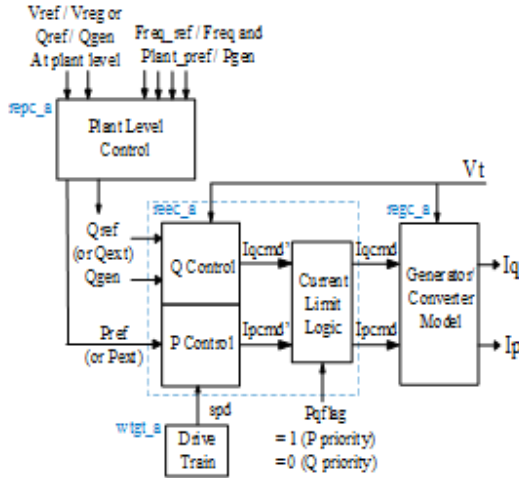 Vref / Vreg or
Qref / Qgen
At plant level
Freq_ref / Freq and
Plant_pref / Pgen
repc_a
Plant Level
Control
Vt
reec_a
regc_a
Qref
(or Qext)
Qgen
Q Control
Iqcmd'
Iqcmd
Iq
Current
Limit
Logic
Generator/
Converter
Model
Pref
(or Pext)
P Control
Ipcmd'
Ipcmd
Ip
spd
Pqflag
= 1 (P priority)
= 0 (Q priority)
wtgt_a
Drive
Train